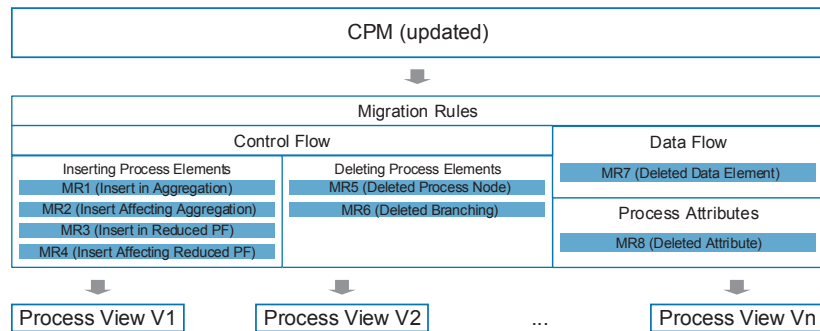 CPM (updated)
Migration Rules
Control Flow
Inserting Process Elements
MR1 (Insert in Aggregation)
MR2 (Insert Affecting Aggregation)
MR3 (Insert in Reduced PF)
MR4 (Insert Affecting Reduced PF)
Deleting Process Elements
MR5 (Deleted Process Node)
MR6 (Deleted Branching)
Data Flow
MR7 (Deleted Data Element)
Process Attributes
MR8 (Deleted Attribute)
Process View V1
Process View V2
...
Process View Vn